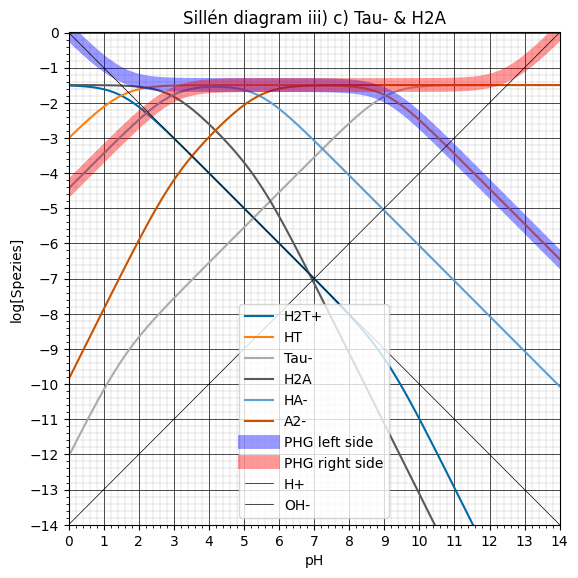 Sillén diagram iii) c) Tau- & H2A
0
−1
−2
−3
−4
−5
−6
−7
−8
−9
−10
−11
−12
−13
−14
log[Spezies]
H2T+
HT
Tau-
H2A
HA-
A2-
PHG left side
PHG right side
H+
OH-
0 1 2 3 4 5 6 7 8 9 10 11 12 13 14
pH